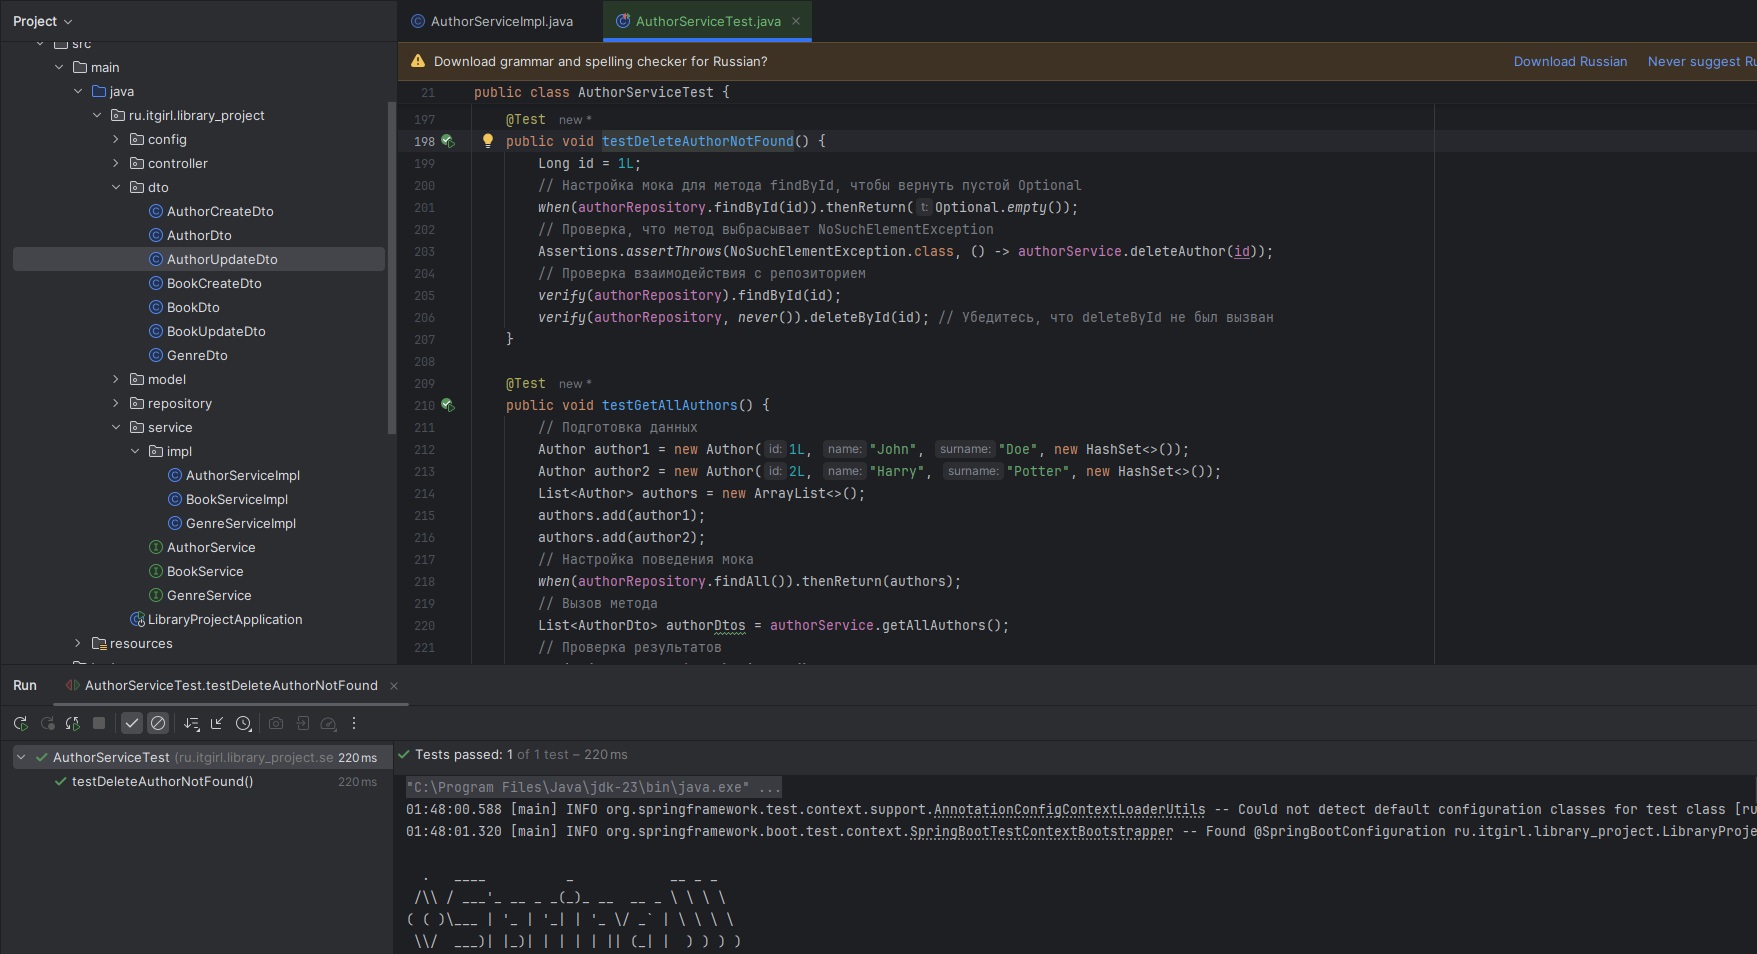 Project
AuthorServiceImpl.java
AuthorServiceTest.java
Download grammar and spelling checker for Russian?
Download Russian
Never suggest Ru
src
main
java
ru.itgirl.library_project
config
controller
dto
AuthorCreateDto
AuthorDto
AuthorUpdateDto
BookCreateDto
BookDto
BookUpdateDto
GenreDto
model
repository
service
impl
AuthorServiceImpl
BookServiceImpl
GenreServiceImpl
AuthorService
BookService
GenreService
LibraryProjectApplication
resources
21 public class AuthorServiceTest {
197 @Test new *
198 public void testDeleteAuthorNotFound() {
199 Long id = 1L;
200 // Настройка мока для метода findById, чтобы вернуть пустой Optional
201 when(authorRepository.findById(id)).thenReturn( t: Optional.empty());
202 // Проверка, что метод выбрасывает NoSuchElementException
203 Assertions.assertThrows(NoSuchElementException.class, () -> authorService.deleteAuthor(id));
204 // Проверка взаимодействия с репозиторием
205 verify(authorRepository).findById(id);
206 verify(authorRepository, never()).deleteById(id); // Убедитесь, что deleteById не был вызван
207 }
208
209 @Test new *
210 public void testGetAllAuthors() {
211 // Подготовка данных
212 Author author1 = new Author( id: 1L, name: "John", surname: "Doe", new HashSet<>());
213 Author author2 = new Author( id: 2L, name: "Harry", surname: "Potter", new HashSet<>());
214 List<Author> authors = new ArrayList<>();
215 authors.add(author1);
216 authors.add(author2);
217 // Настройка поведения мока
218 when(authorRepository.findAll()).thenReturn(authors);
219 // Вызов метода
220 List<AuthorDto> authorDtos = authorService.getAllAuthors();
221 // Проверка результатов
Run
AuthorServiceTest.testDeleteAuthorNotFound
AuthorServiceTest (ru.itgirl.library_project.se 220 ms
testDeleteAuthorNotFound() 220 ms
Tests passed: 1 of 1 test – 220 ms
"C:\Program Files\Java\jdk-23\bin\java.exe" ...
01:48:00.588 [main] INFO org.springframework.test.context.support.AnnotationConfigContextLoaderUtils -- Could not detect default configuration classes for test class [ru
01:48:01.320 [main] INFO org.springframework.boot.test.context.SpringBootTestContextBootstrapper -- Found @SpringBootConfiguration ru.itgirl.library_project.LibraryProje